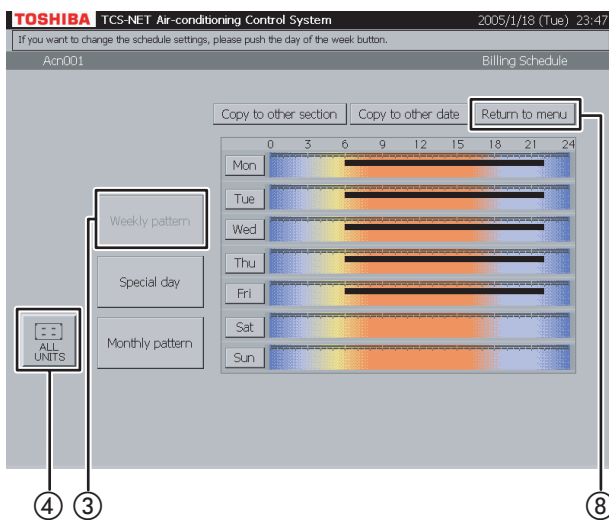 TOSHIBA TCS-NET Air-conditioning Control System 2005/1/18 (Tue) 23:47
If you want to change the schedule settings, please push the day of the week button.
Acn001 Billing Schedule
Copy to other section Copy to other date Return to menu
0 3 6 9 12 15 18 21 24
Mon
Tue
Weekly pattern
Wed
Thu
Special day
Fri
Sat
ALL
UNITS
Monthly pattern
Sun
④ ③ ⑧